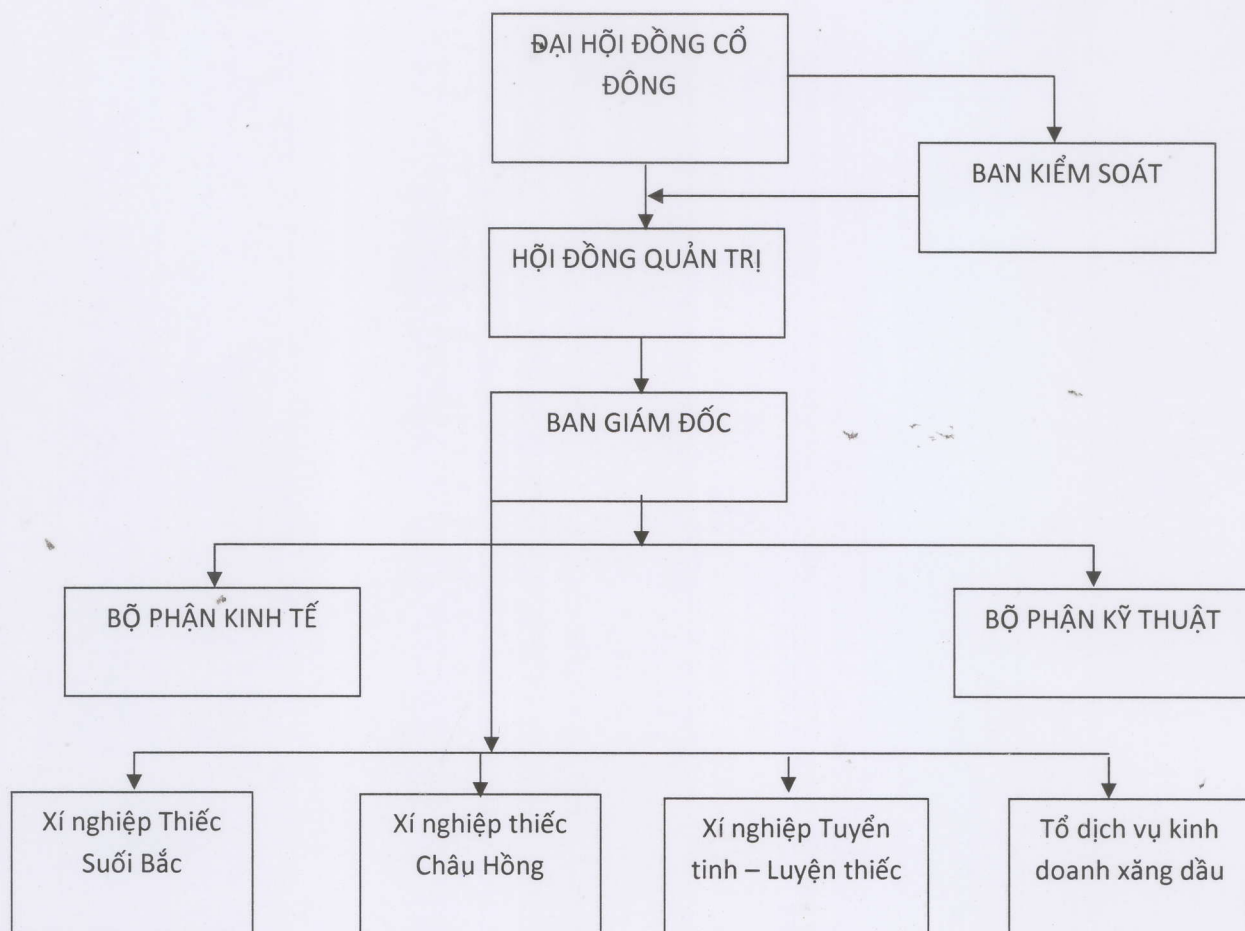 ĐẠI HỘI ĐỒNG CỔ
ĐÔNG
BAN KIỂM SOÁT
HỘI ĐỒNG QUẢN TRỊ
BAN GIÁM ĐỐC
BỘ PHẬN KINH TẾ
BỘ PHẬN KỸ THUẬT
Xí nghiệp Thiếc
Suối Bắc
Xí nghiệp thiếc
Châu Hồng
Xí nghiệp Tuyển
tinh – Luyện thiếc
Tổ dịch vụ kinh
doanh xăng dầu